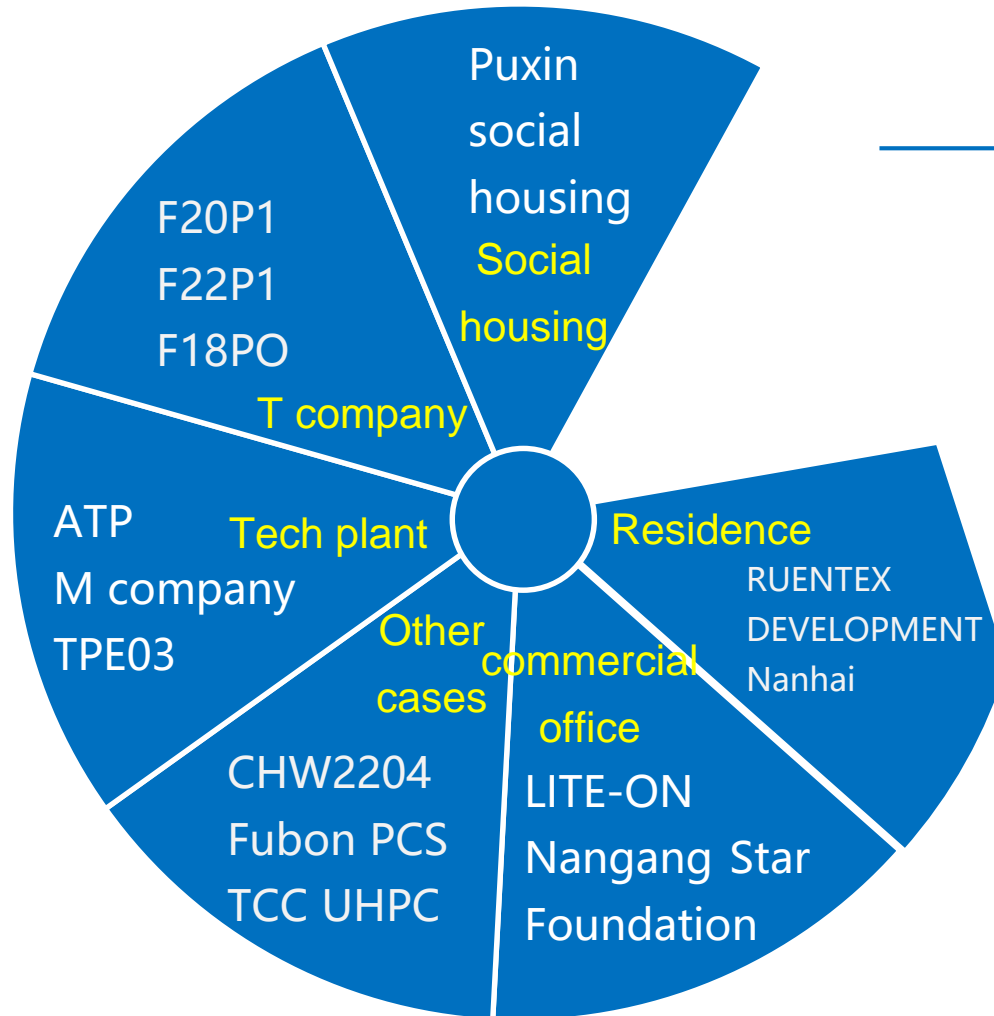 Puxin
social
housing
Social
housing
F20P1
F22P1
F18PO
T company
ATP
M company
TPE03
Tech plant
Other
cases
CHW2204
Fubon PCS
TCC UHPC
commercial
office
LITE-ON
Nangang Star
Foundation
Residence
RUENTEX
DEVELOPMENT
Nanhai